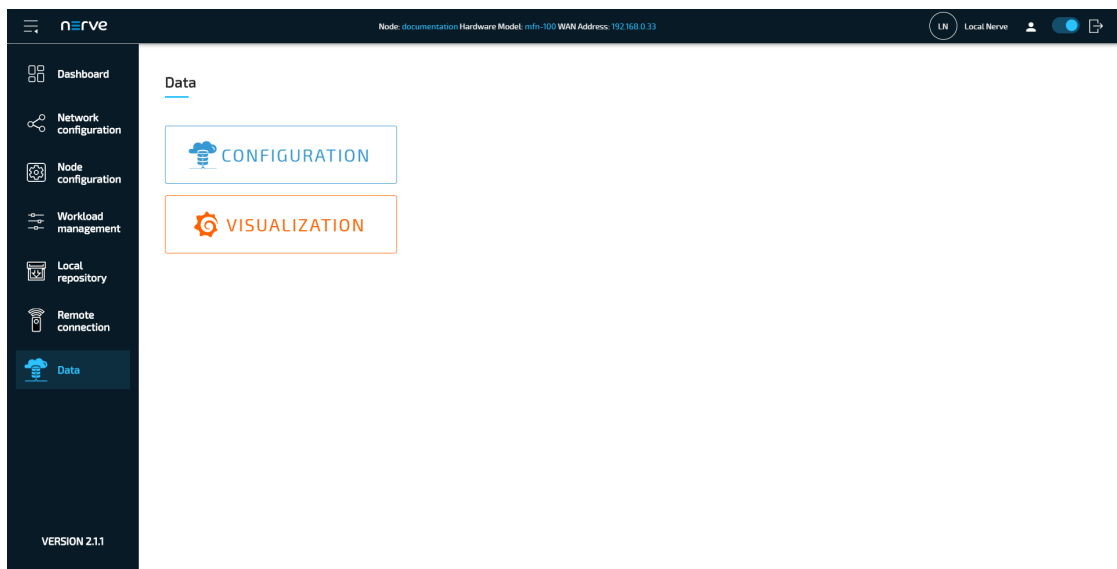 nerve
Node: documentation Hardware Model: mfn-100 WAN Address: 192.168.0.33
LN
Local Nerve
Dashboard
Network
configuration
Node
configuration
Workload
management
Local
repository
Remote
connection
Data
VERSION 2.1.1
Data
CONFIGURATION
VISUALIZATION